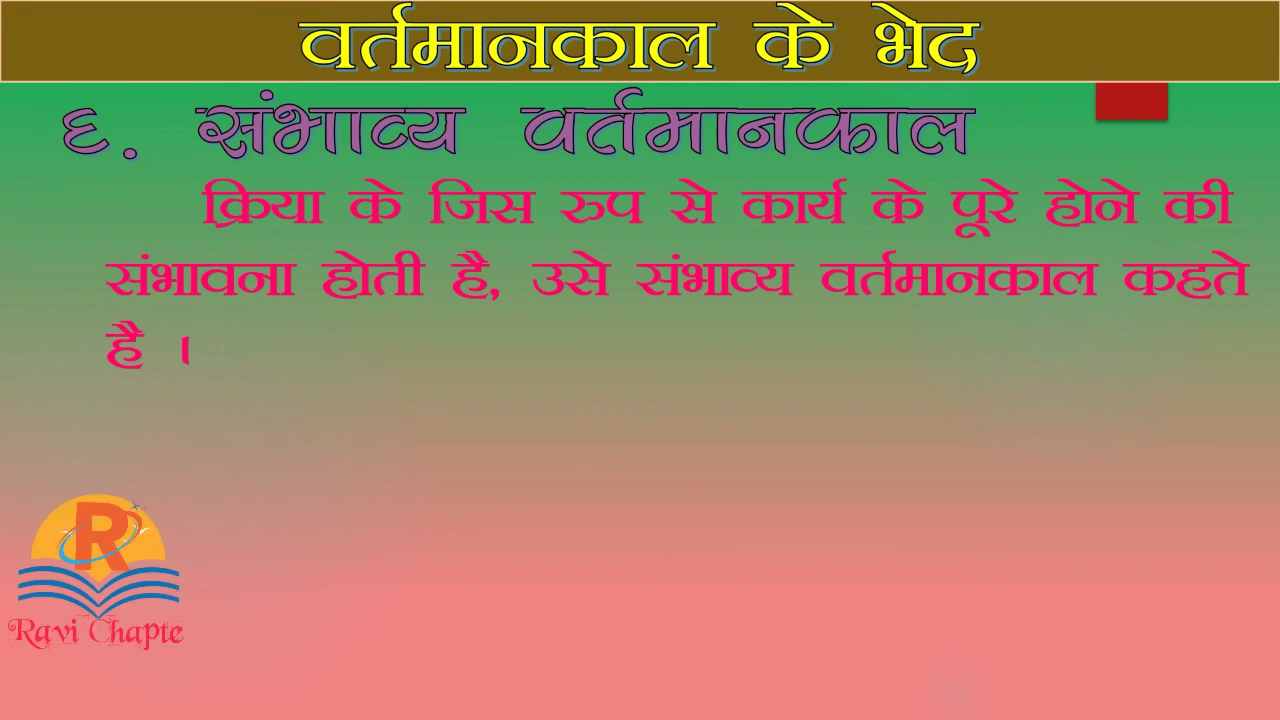 वर्तमानकाल के भेद
६. संभाव्य वर्तमानकाल
क्रिया के जिस रुप से कार्य के पूरे होने की
संभावना होती है, उसे संभाव्य वर्तमानकाल कहते
है ।
R
Ravi Chapte